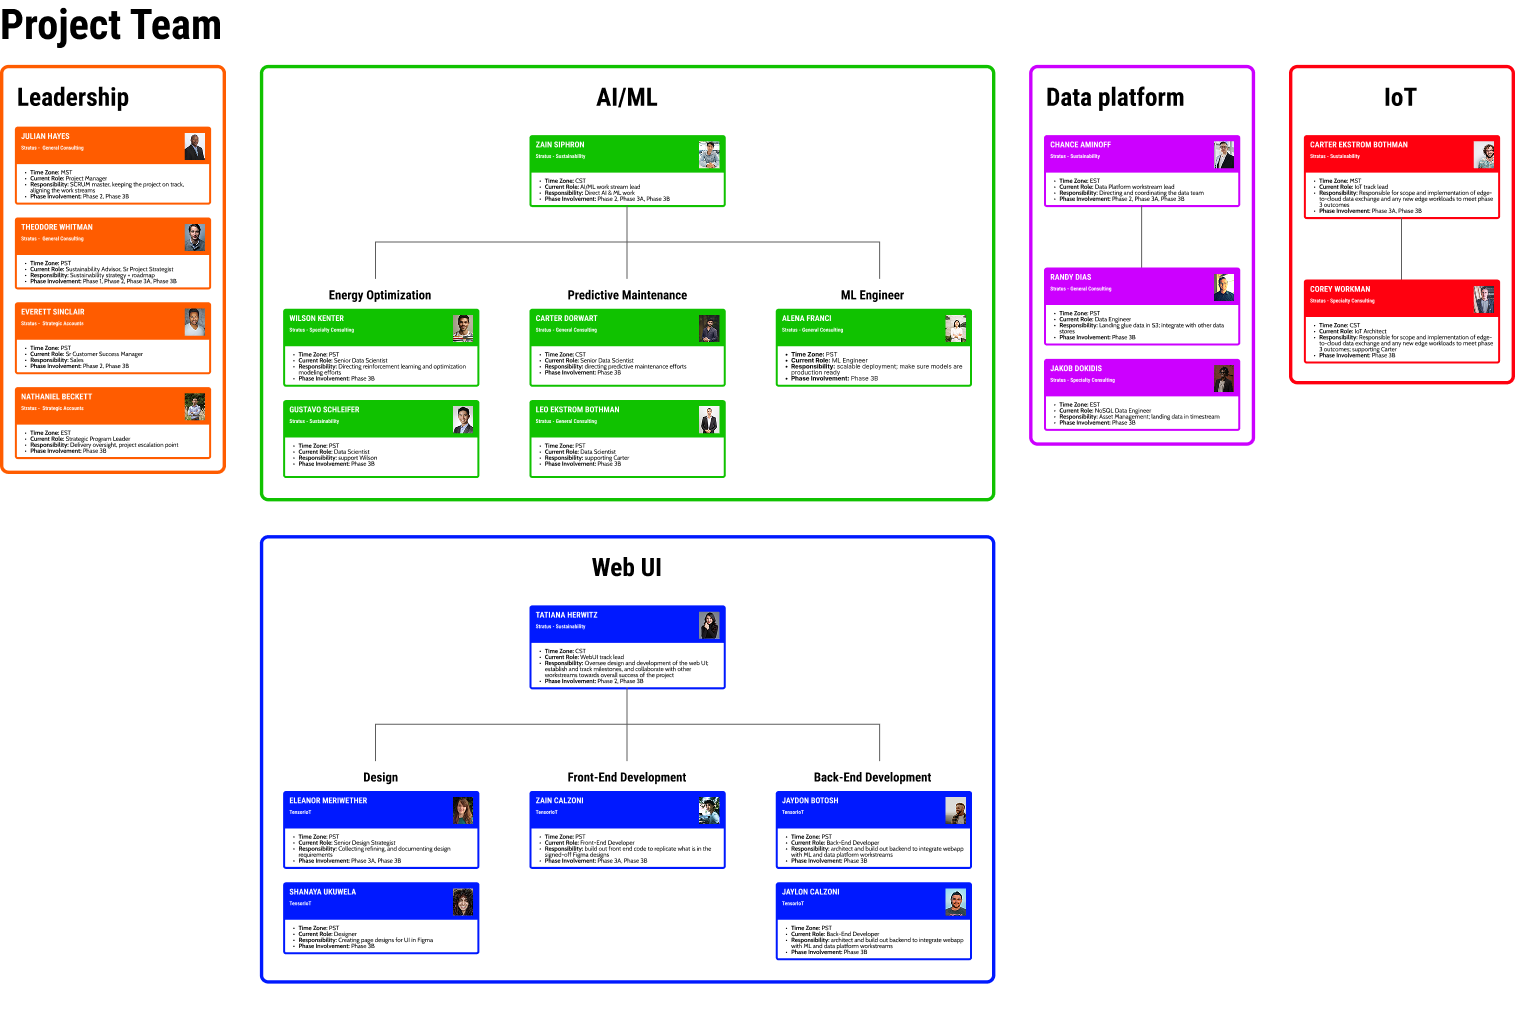 Project Team
Leadership
JULIAN HAYES
Stratus - General Consulting
• Time Zone: MST
• Current Role: Project Manager
• Responsibility: SCRUM master, keeping the project on track,
aligning the work streams
• Phase Involvement: Phase 2, Phase 3B
THEODORE WHITMAN
Stratus - General Consulting
• Time Zone: PST
• Current Role: Sustainability Advisor, Sr Project Strategist
• Responsibility: Sustainability strategy + roadmap
• Phase Involvement: Phase 1, Phase 2, Phase 3A, Phase 3B
EVERETT SINCLAIR
Stratus - Strategic Accounts
• Time Zone: PST
• Current Role: Sr Customer Success Manager
• Responsibility: Sales
• Phase Involvement: Phase 2, Phase 3B
NATHANIEL BECKETT
Stratus - Strategic Accounts
• Time Zone: EST
• Current Role: Strategic Program Leader
• Responsibility: Delivery oversight, project escalation point
• Phase Involvement: Phase 3B
AI/ML
ZAIN SIPHRON
Stratus - Sustainability
• Time Zone: CST
• Current Role: AI/ML work stream lead
• Responsibility: Direct AI & ML work
• Phase Involvement: Phase 2, Phase 3A, Phase 3B
Energy Optimization
WILSON KENTER
Stratus - Specialty Consulting
• Time Zone: PST
• Current Role: Senior Data Scientist
• Responsibility: Directing reinforcement learning and optimization
modeling efforts
• Phase Involvement: Phase 3B
GUSTAVO SCHLEIFER
Stratus - Sustainability
• Time Zone: PST
• Current Role: Data Scientist
• Responsibility: support Wilson
• Phase Involvement: Phase 3B
Predictive Maintenance
CARTER DORWART
Stratus - General Consulting
• Time Zone: CST
• Current Role: Senior Data Scientist
• Responsibility: directing predictive maintenance efforts
• Phase Involvement: Phase 3B
LEO EKSTROM BOTHMAN
Stratus - General Consulting
• Time Zone: PST
• Current Role: Data Scientist
• Responsibility: supporting Carter
• Phase Involvement: Phase 3B
ML Engineer
ALENA FRANCI
Stratus - General Consulting
• Time Zone: PST
• Current Role: ML Engineer
• Responsibility: scalable deployment; make sure models are
production ready
• Phase Involvement: Phase 3B
Data platform
CHANCE AMINOFF
Stratus - Sustainability
• Time Zone: EST
• Current Role: Data Platform workstream lead
• Responsibility: Directing and coordinating the data team
• Phase Involvement: Phase 2, Phase 3A, Phase 3B
RANDY DIAS
Stratus - General Consulting
• Time Zone: PST
• Current Role: Data Engineer
• Responsibility: Landing glue data in S3; integrate with other data
stores
• Phase Involvement: Phase 3B
JAKOB DOKIDIS
Stratus - Specialty Consulting
• Time Zone: EST
• Current Role: NoSQL Data Engineer
• Responsibility: Asset Management; landing data in timestream
• Phase Involvement: Phase 3B
IoT
CARTER EKSTROM BOTHMAN
Stratus - Sustainability
• Time Zone: MST
• Current Role: IoT track lead
• Responsibility: Responsible for scope and implementation of edge-
to-cloud data exchange and any new edge workloads to meet phase
3 outcomes
• Phase Involvement: Phase 3A, Phase 3B
COREY WORKMAN
Stratus - Specialty Consulting
• Time Zone: CST
• Current Role: IoT Architect
• Responsibility: Responsible for scope and implementation of edge-
to-cloud data exchange and any new edge workloads to meet phase
3 outcomes; supporting Carter
• Phase Involvement: Phase 3B
Web UI
TATIANA HERWITZ
Stratus - Sustainability
• Time Zone: CST
• Current Role: WebUI track lead
• Responsibility: Oversee design and development of the web UI;
establish and track milestones, and collaborate with other
workstreams towards overall success of the project
• Phase Involvement: Phase 2, Phase 3B
Design
ELEANOR MERIWETHER
TensorIoT
• Time Zone: PST
• Current Role: Senior Design Strategist
• Responsibility: Collecting refining, and documenting design
requirements
• Phase Involvement: Phase 3A, Phase 3B
SHANAYA UKUWELA
TensorIoT
• Time Zone: PST
• Current Role: Designer
• Responsibility: Creating page designs for UI in Figma
• Phase Involvement: Phase 3B
Front-End Development
ZAIN CALZONI
TensorIoT
• Time Zone: PST
• Current Role: Front-End Developer
• Responsibility: build out front end code to replicate what is in the
signed-off Figma designs
• Phase Involvement: Phase 3A, Phase 3B
Back-End Development
JAYDON BOTOSH
TensorIoT
• Time Zone: PST
• Current Role: Back-End Developer
• Responsibility: architect and build out backend to integrate webapp
with ML and data platform workstreams
• Phase Involvement: Phase 3B
JAYLON CALZONI
TensorIoT
• Time Zone: PST
• Current Role: Back-End Developer
• Responsibility: architect and build out backend to integrate webapp
with ML and data platform workstreams
• Phase Involvement: Phase 3B